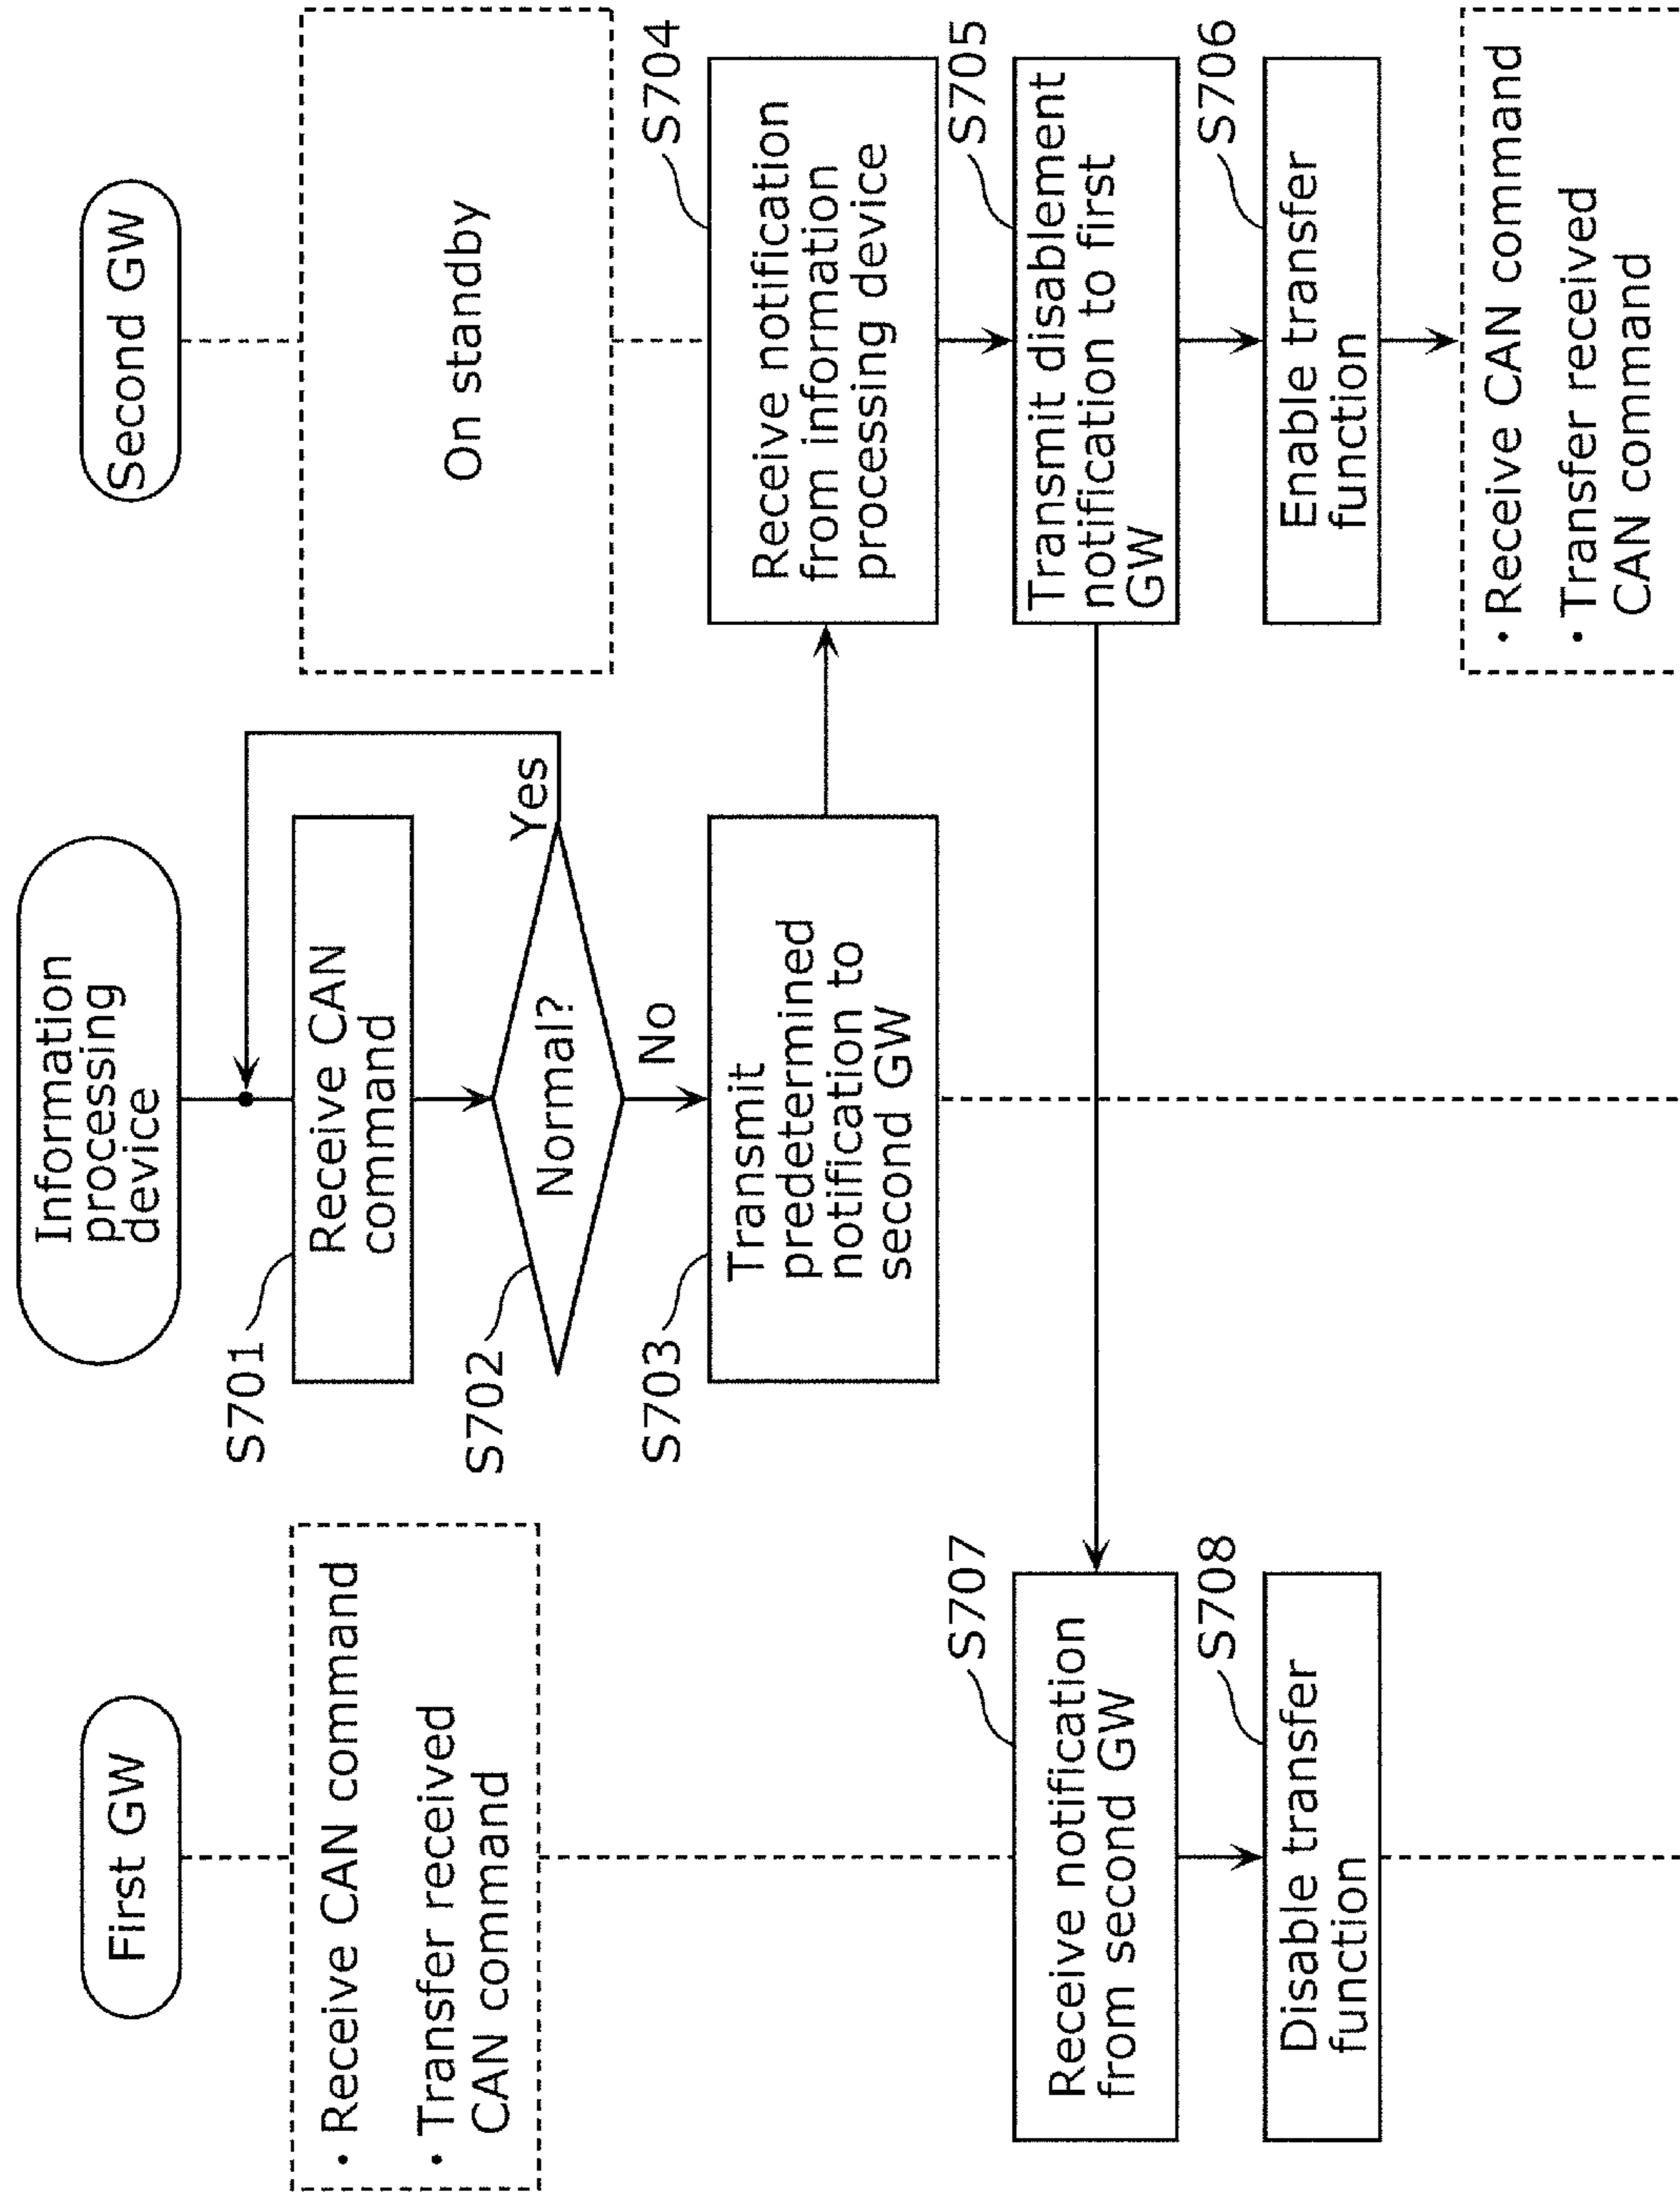 First GW
• Receive CAN command
• Transfer received
CAN command
S707
Receive notification
from second GW
S708
Disable transfer
function
Information
processing
device
S701
Receive CAN
command
S702
Normal?
Yes
No
S703
Transmit
predetermined
notification to
second GW
Second GW
On standby
S704
Receive notification
from information
processing device
S705
Transmit disablement
notification to first
GW
S706
Enable transfer
function
• Receive CAN command
• Transfer received
CAN command